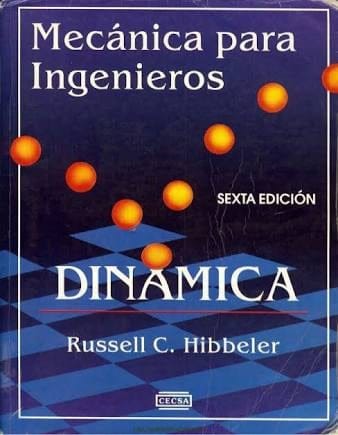 Mecánica para
Ingenieros
SEXTA EDICIÓN
DINAMICA
Russell C. Hibbeler
CECSA